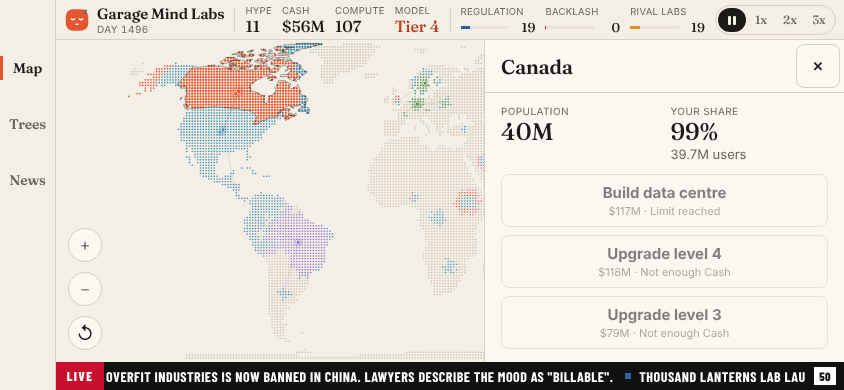 Garage Mind Labs
DAY 1496
HYPE
11
CASH
$56M
COMPUTE
107
MODEL
Tier 4
REGULATION
19
BACKLASH
0
RIVAL LABS
19
1x
2x
3x
Map
Trees
News
Canada
×
POPULATION
40M
YOUR SHARE
99%
39.7M users
Build data centre
$117M · Limit reached
Upgrade level 4
$118M · Not enough Cash
Upgrade level 3
$79M · Not enough Cash
+
−
LIVE
OVERFIT INDUSTRIES IS NOW BANNED IN CHINA. LAWYERS DESCRIBE THE MOOD AS "BILLABLE". ■ THOUSAND LANTERNS LAB LAU
50